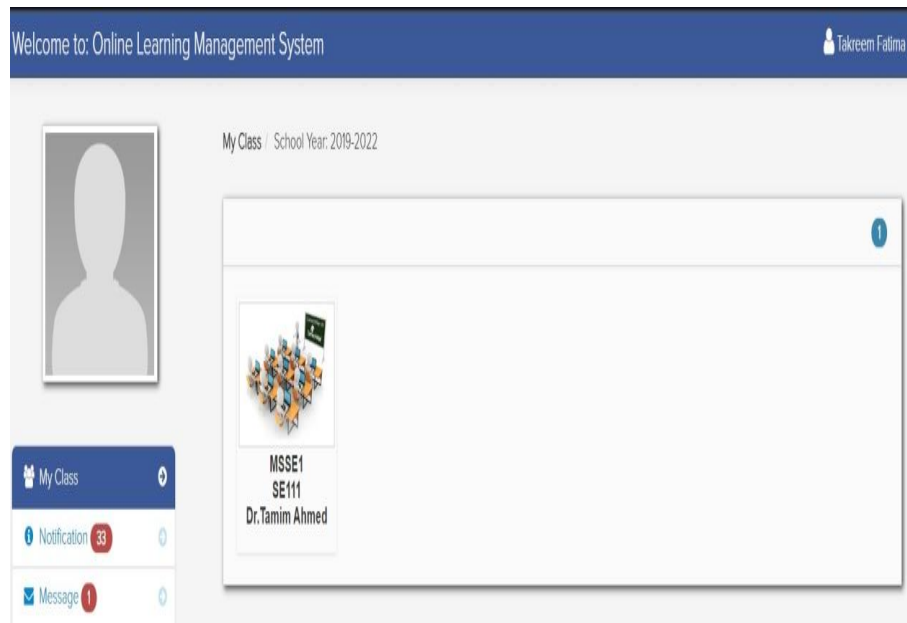 Welcome to: Online Learning Management System
Takreem Fatima
My Class / School Year: 2019-2022
1
MSSE1
SE111
Dr.Tamim Ahmed
My Class
Notification 33
Message 1